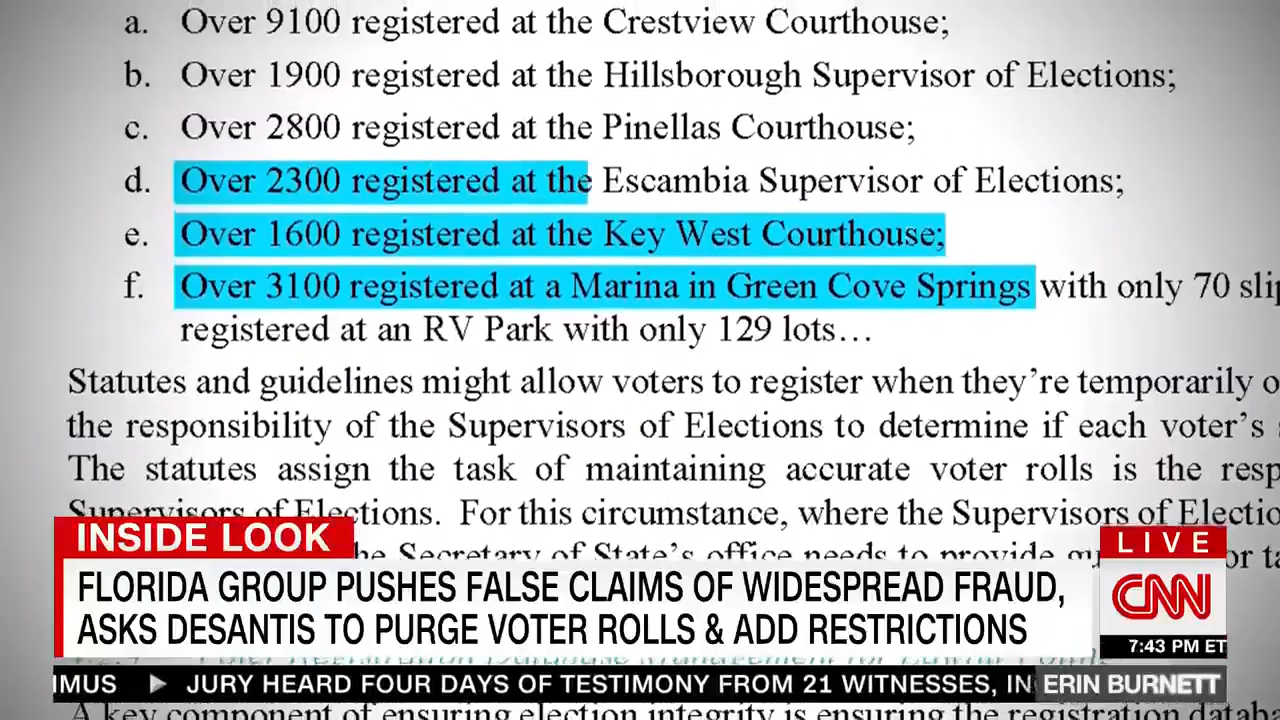 a. Over 9100 registered at the Crestview Courthouse;
b. Over 1900 registered at the Hillsborough Supervisor of Elections;
c. Over 2800 registered at the Pinellas Courthouse;
d. Over 2300 registered at the Escambia Supervisor of Elections;
e. Over 1600 registered at the Key West Courthouse;
f. Over 3100 registered at a Marina in Green Cove Springs with only 70 slip
registered at an RV Park with only 129 lots…
Statutes and guidelines might allow voters to register when they're temporarily o
the responsibility of the Supervisors of Elections to determine if each voter's
The statutes assign the task of maintaining accurate voter rolls is the resp
Supervisors of Elections. For this circumstance, where the Supervisors of Electio
he Secretary of State's office needs to provide gu or ta
INSIDE LOOK
FLORIDA GROUP PUSHES FALSE CLAIMS OF WIDESPREAD FRAUD,
ASKS DESANTIS TO PURGE VOTER ROLLS & ADD RESTRICTIONS
LIVE
CNN
7:43 PM ET
IMUS ▶ JURY HEARD FOUR DAYS OF TESTIMONY FROM 21 WITNESSES, IN
ERIN BURNETT
A key component of ensuring election integrity is ensuring the registration databa